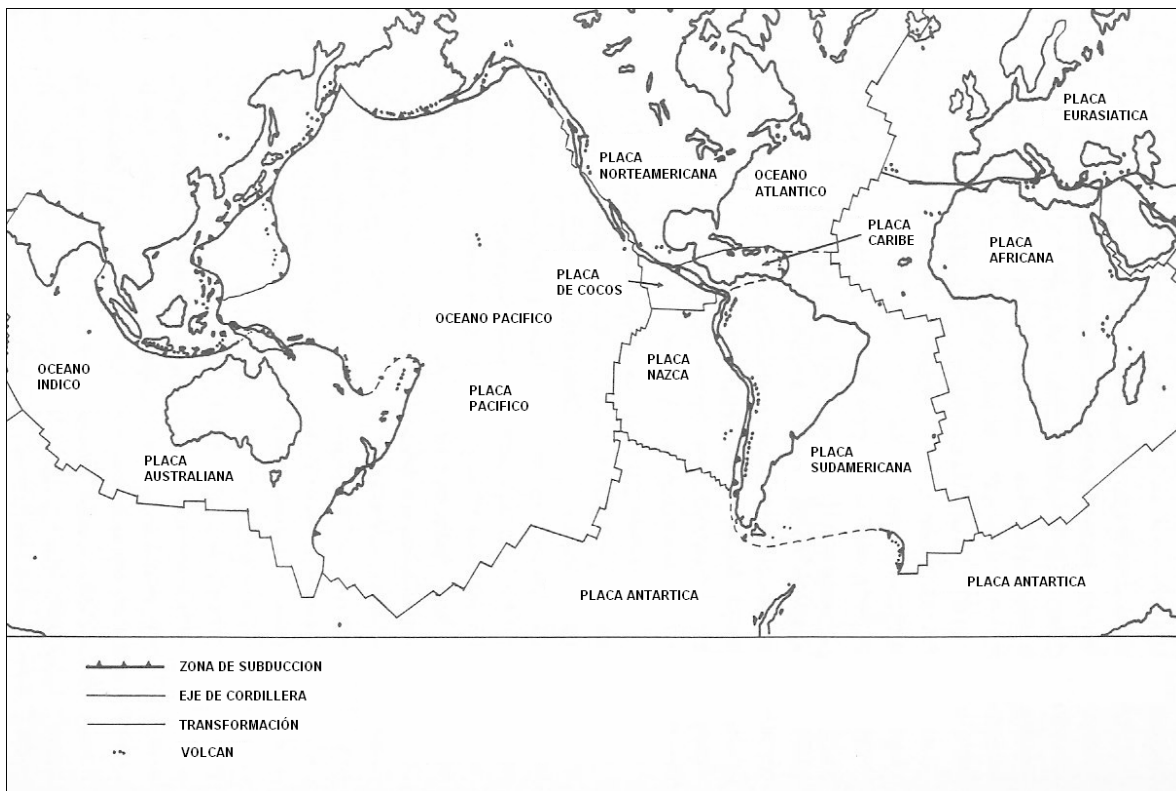 PLACA
EURASIATICA
PLACA
NORTEAMERICANA
OCEANO
ATLANTICO
PLACA
CARIBE
PLACA
AFRICANA
PLACA
DE COCOS
OCEANO PACIFICO
OCEANO
INDICO
PLACA
NAZCA
PLACA
PACIFICO
PLACA
AUSTRALIANA
PLACA
SUDAMERICANA
PLACA ANTARTICA
PLACA ANTARTICA
ZONA DE SUBDUCCION
EJE DE CORDILLERA
TRANSFORMACIÓN
VOLCAN